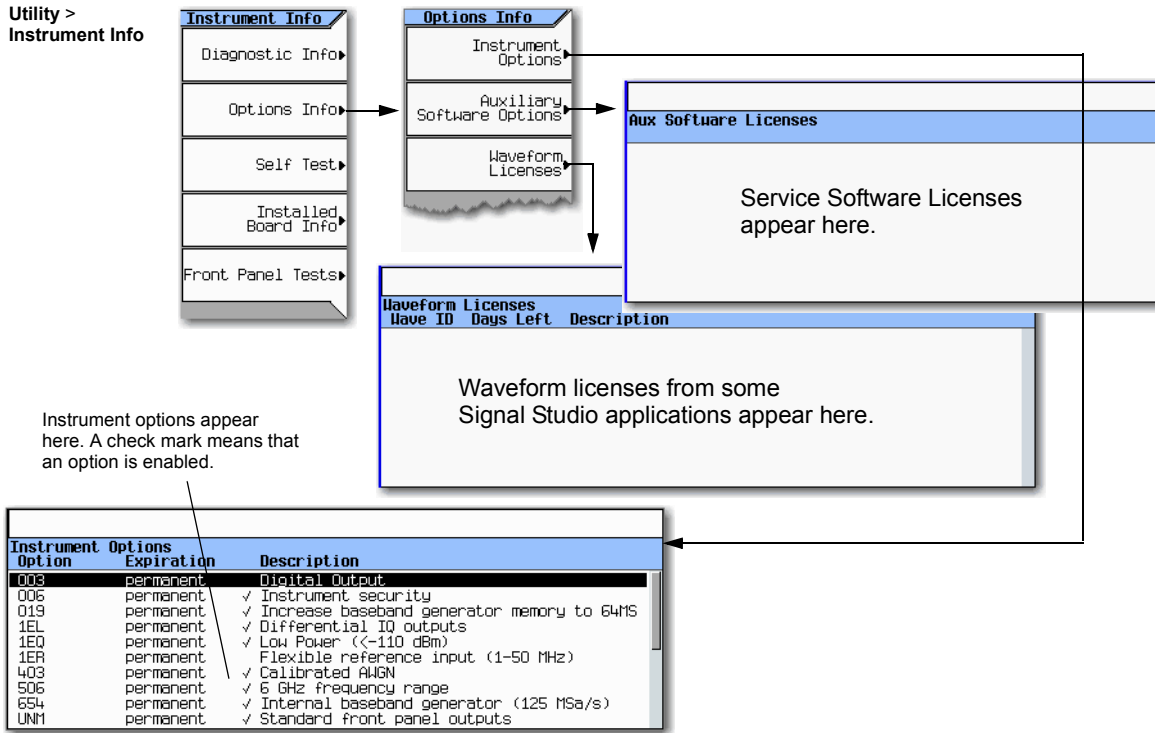 Utility >
Instrument Info
Instrument Info
Diagnostic Info
Options Info
Self Test
Installed
Board Info
Front Panel Tests
Options Info
Instrument
Options
Auxiliary
Software Options
Waveform
Licenses
Aux Software Licenses
Service Software Licenses
appear here.
Waveform Licenses
Wave ID Days Left Description
Waveform licenses from some
Signal Studio applications appear here.
Instrument options appear
here. A check mark means that
an option is enabled.
Instrument Options
Option Expiration Description
003 permanent Digital Output
006 permanent ✓ Instrument security
019 permanent ✓ Increase baseband generator memory to 64MS
1EL permanent ✓ Differential IQ outputs
1EQ permanent ✓ Low Power (<-110 dBm)
1ER permanent Flexible reference input (1-50 MHz)
403 permanent ✓ Calibrated AWGN
506 permanent ✓ 6 GHz frequency range
654 permanent ✓ Internal baseband generator (125 MSa/s)
UNM permanent ✓ Standard front panel outputs